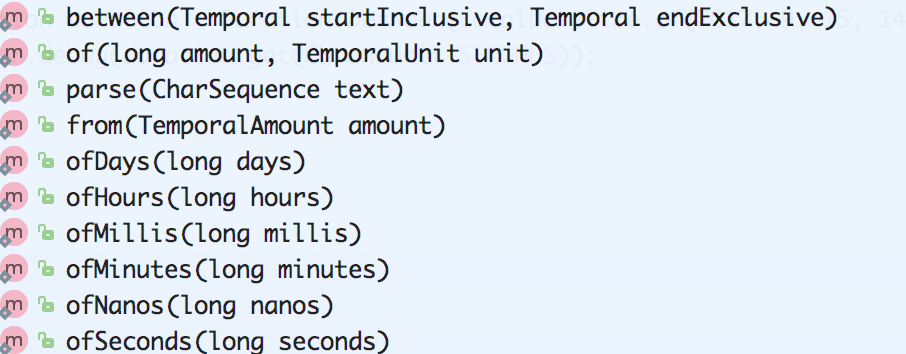 m between(Temporal startInclusive, Temporal endExclusive)
m of(long amount, TemporalUnit unit)
m parse(CharSequence text)
m from(TemporalAmount amount)
m ofDays(long days)
m ofHours(long hours)
m ofMillis(long millis)
m ofMinutes(long minutes)
m ofNanos(long nanos)
m ofSeconds(long seconds)